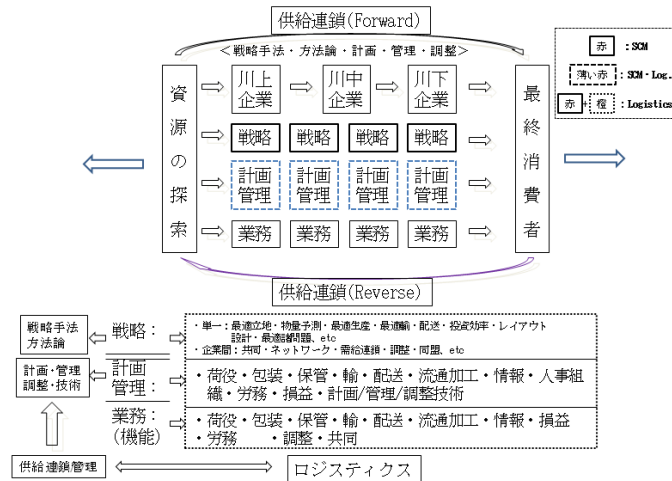 供給連鎖(Forward)
＜戦略手法・方法論・計画・管理・調整＞
赤 ：SCM
薄い赤 ：SCM・Log.
赤 + 橙 ：Logistics
資源の探索
川上企業
川中企業
川下企業
最終消費者
戦略 戦略 戦略 戦略
計画 計画 計画 計画
管理 管理 管理 管理
業務 業務 業務 業務
供給連鎖(Reverse)
戦略手法
方法論
戦略：
・単一：最適立地・物量予測・最適生産・最適輸・配送・投資効率・レイアウト
設計・最適諸問題、etc
・企業間：共同・ネットワーク・需給連鎖・調整・同盟、etc
計画・管理
調整・技術
計画
管理：
・荷役・包装・保管・輸・配送・流通加工・情報・人事組
織・労務・損益・計画/管理/調整技術
業務：
(機能)
・荷役・包装・保管・輸・配送・流通加工・情報・損益
・労務 ・調整・共同
供給連鎖管理
ロジスティクス